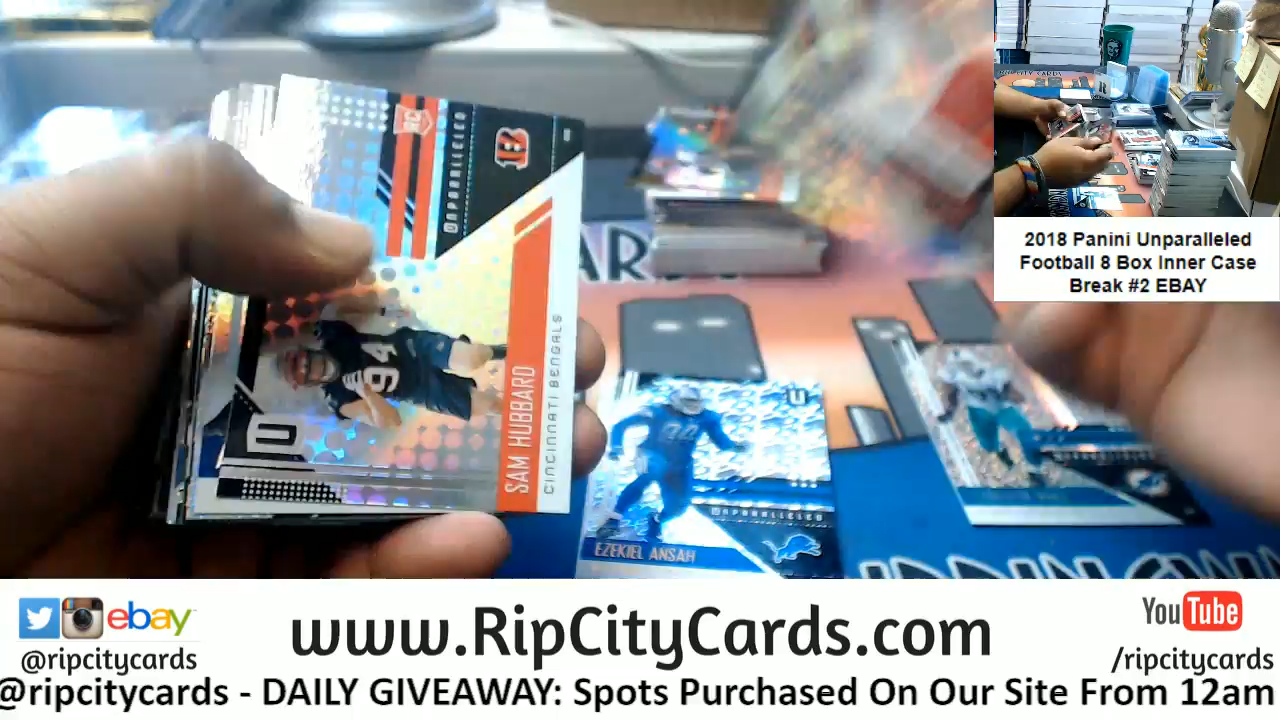 RC
UNPARALLELED
B
94
SAM HUBBARD
CINCINNATI BENGALS
U
EZEKIEL ANSAH
UNPARALLELED
2018 Panini Unparalleled
Football 8 Box Inner Case
Break #2 EBAY
ebay
@ripcitycards
www.RipCityCards.com
YouTube
/ripcitycards
@ripcitycards - DAILY GIVEAWAY: Spots Purchased On Our Site From 12am